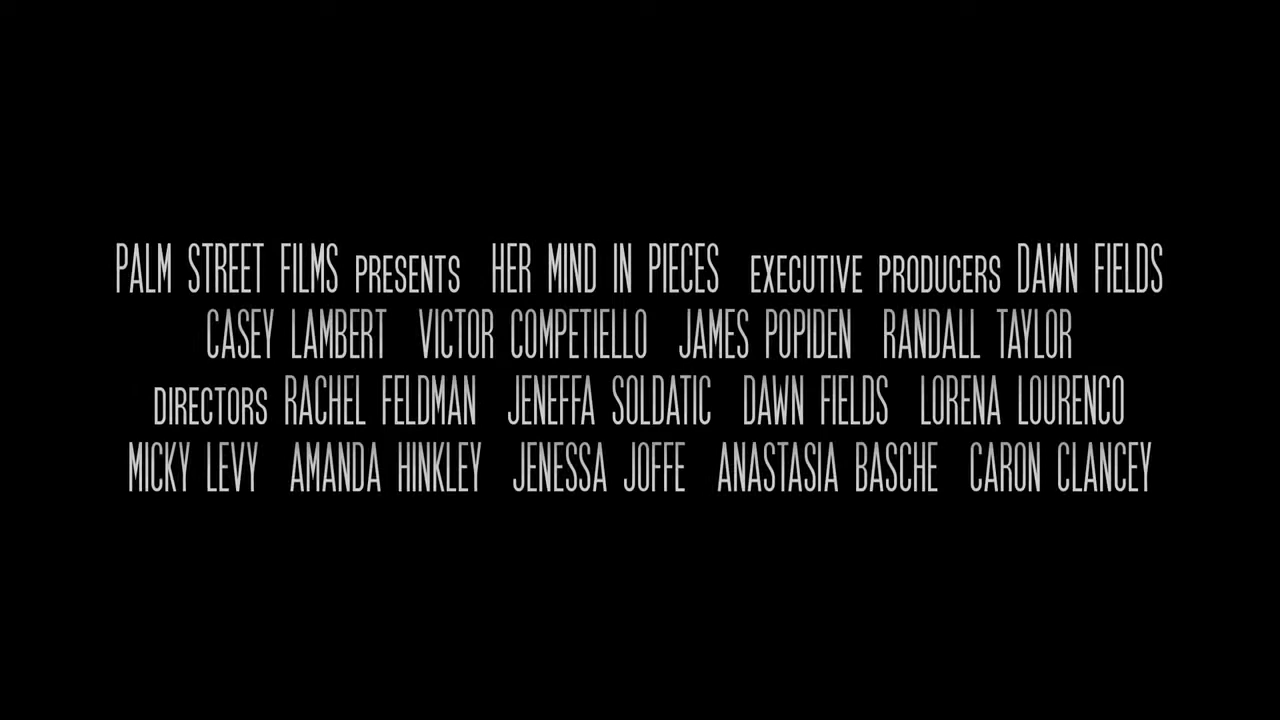 PALM STREET FILMS PRESENTS HER MIND IN PIECES EXECUTIVE PRODUCERS DAWN FIELDS
CASEY LAMBERT VICTOR COMPETIELLO JAMES POPIDEN RANDALL TAYLOR
DIRECTORS RACHEL FELDMAN JENEFFA SOLDATIC DAWN FIELDS LORENA LOURENCO
MICKY LEVY AMANDA HINKLEY JENESSA JOFFE ANASTASIA BASCHE CARON CLANCEY